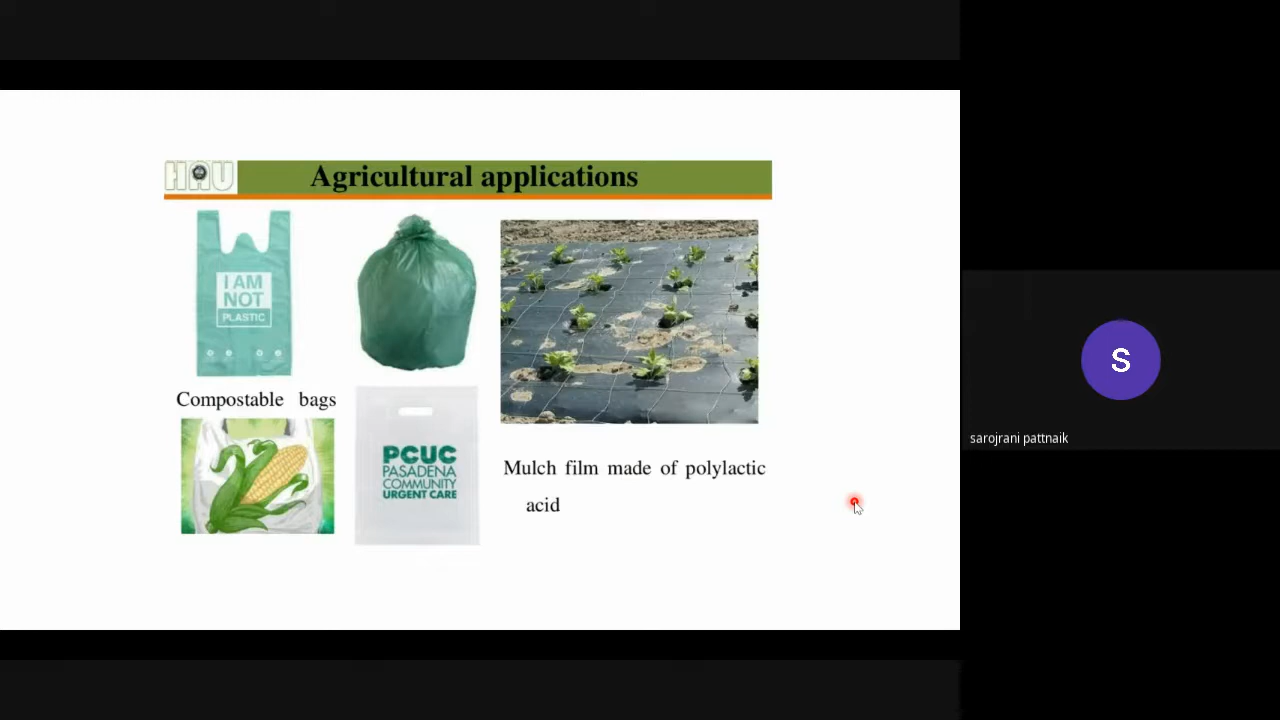 HAU
Agricultural applications
I AM
NOT
PLASTIC
Compostable bags
PCUC
PASADENA
COMMUNITY
URGENT CARE
Mulch film made of polylactic
acid
S
sarojrani pattnaik